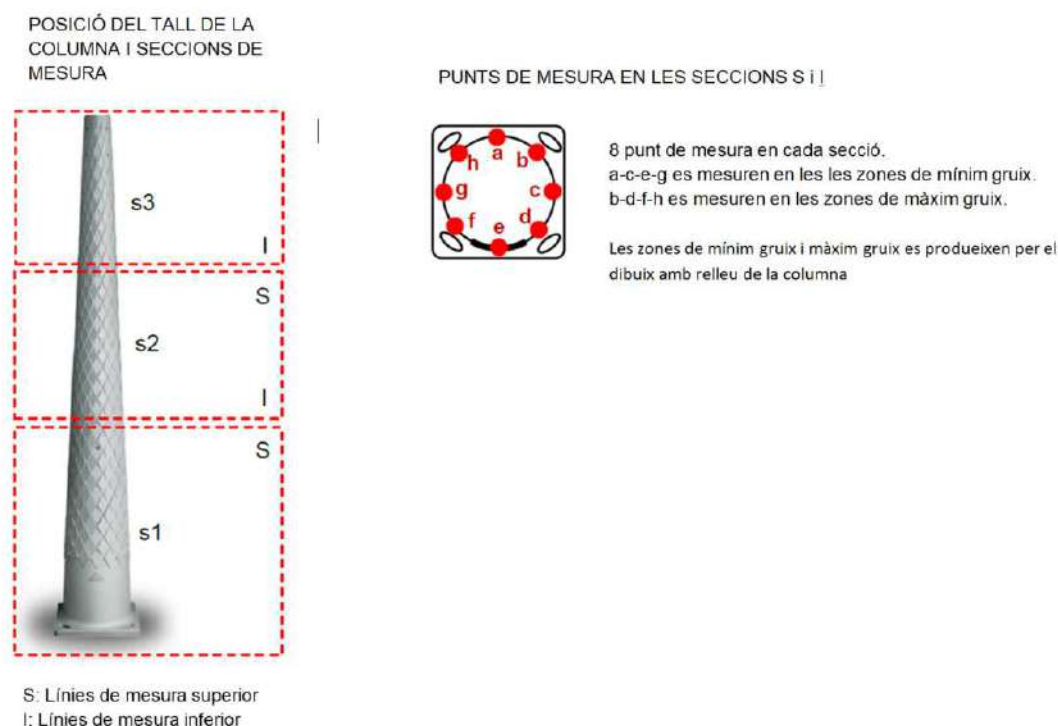 POSICIÓ DEL TALL DE LA
COLUMNA I SECCIONS DE
MESURA
PUNTS DE MESURA EN LES SECCIONS S i I
s3
I
S
s2
I
S
s1
a
b
c
d
e
f
g
h
8 punt de mesura en cada secció.
a-c-e-g es mesuren en les les zones de mínim gruix.
b-d-f-h es mesuren en les zones de màxim gruix.
Les zones de mínim gruix i màxim gruix es produeixen per el
dibuix amb relleu de la columna
S: Línies de mesura superior
I: Línies de mesura inferior